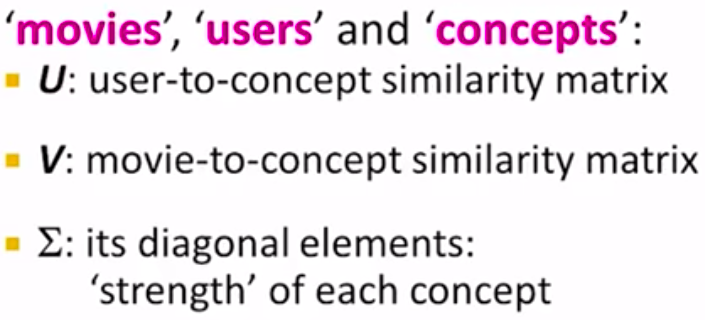 ‘movies’, ‘users’ and ‘concepts’:
▪ U: user-to-concept similarity matrix
▪ V: movie-to-concept similarity matrix
▪ Σ: its diagonal elements:
‘strength’ of each concept